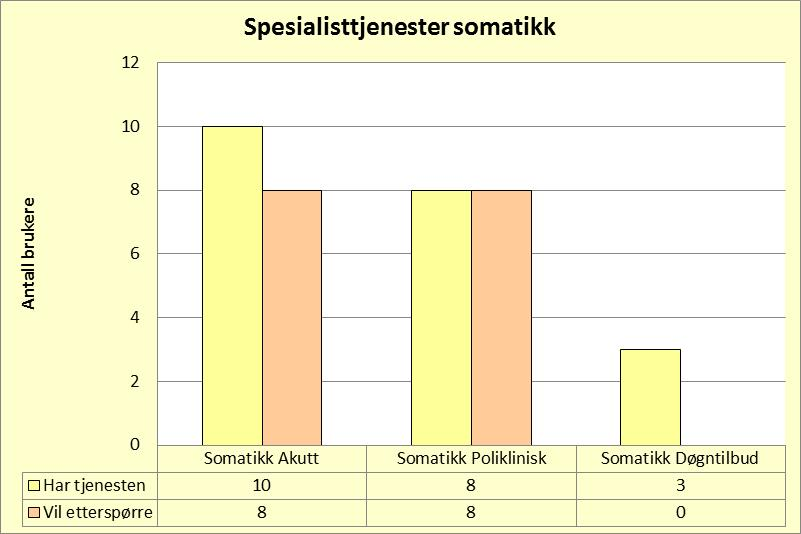 Spesialisttjenester somatikk
Antall brukere
12
10
8
6
4
2
0
Somatikk Akutt Somatikk Poliklinisk Somatikk Døgntilbud
Har tjenesten 10 8 3
Vil etterspørre 8 8 0